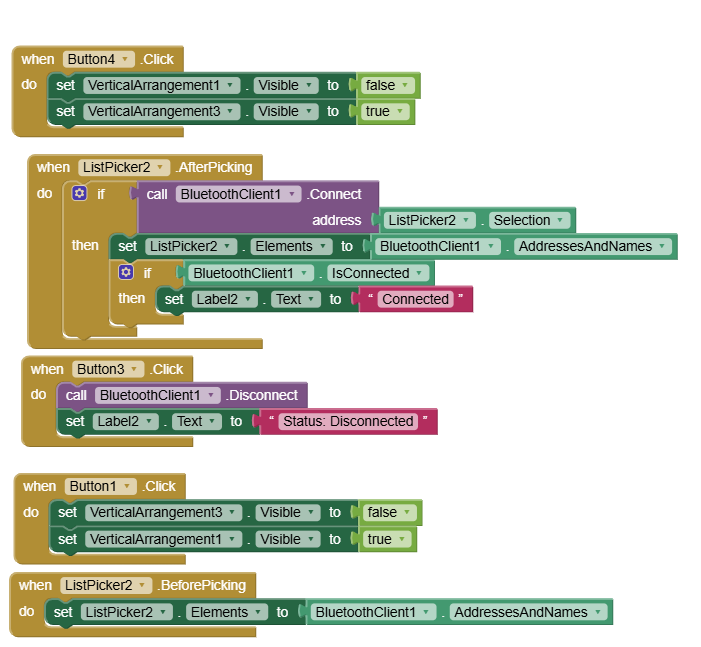 when Button4 .Click
do set VerticalArrangement1 . Visible to false
set VerticalArrangement3 . Visible to true
when ListPicker2 .AfterPicking
do if call BluetoothClient1 .Connect
address ListPicker2 . Selection
then set ListPicker2 . Elements to BluetoothClient1 . AddressesAndNames
if BluetoothClient1 . IsConnected
then set Label2 . Text to “ Connected ”
when Button3 .Click
do call BluetoothClient1 .Disconnect
set Label2 . Text to “ Status: Disconnected ”
when Button1 .Click
do set VerticalArrangement3 . Visible to false
set VerticalArrangement1 . Visible to true
when ListPicker2 .BeforePicking
do set ListPicker2 . Elements to BluetoothClient1 . AddressesAndNames